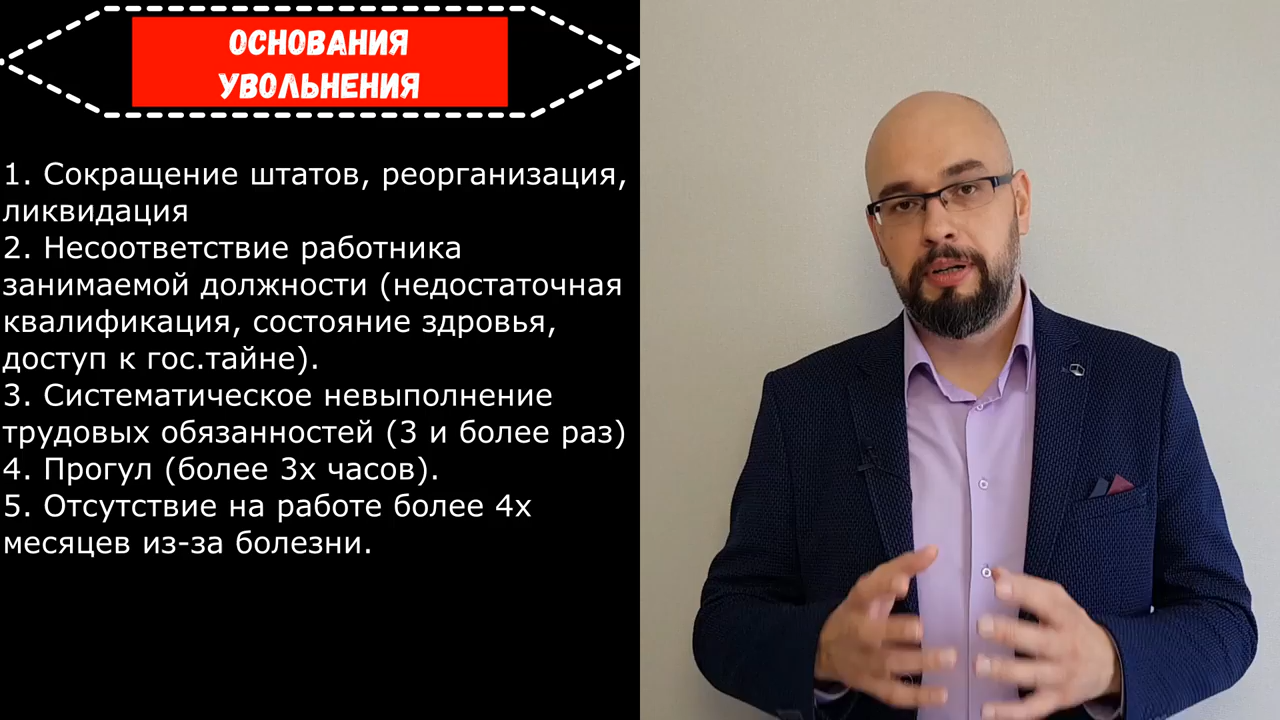 ОСНОВАНИЯ
УВОЛЬНЕНИЯ
1. Сокращение штатов, реорганизация,
ликвидация
2. Несоответствие работника
занимаемой должности (недостаточная
квалификация, состояние здровья,
доступ к гос.тайне).
3. Систематическое невыполнение
трудовых обязанностей (3 и более раз)
4. Прогул (более 3х часов).
5. Отсутствие на работе более 4х
месяцев из-за болезни.